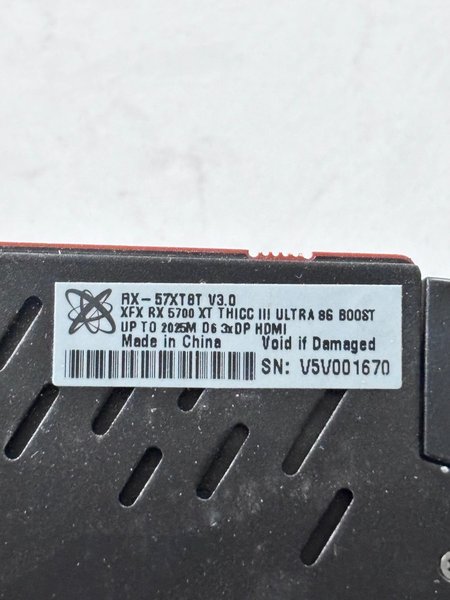 RX-57XT8T V3.0
XFX RX 5700 XT THICC III ULTRA 8G BOOST
UP TO 2025M D6 3xDP HDMI
Made in China Void if Damaged
SN: V5V001670